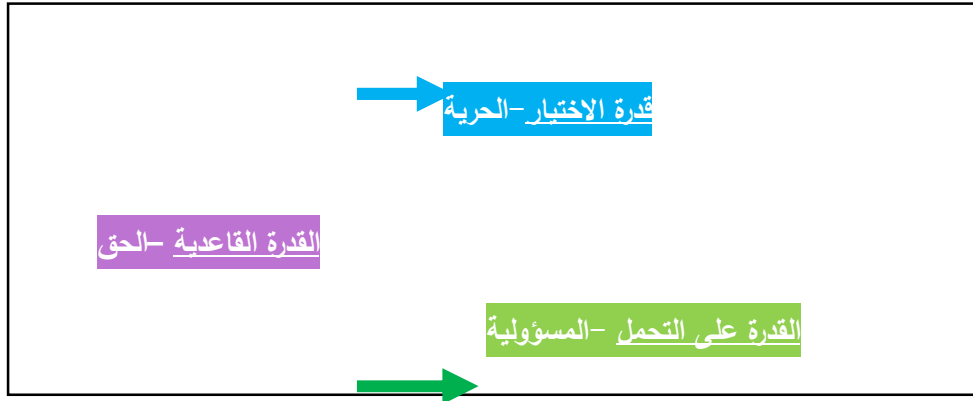 قدرة الاختيار -الحرية
القدرة القاعدية -الحق
القدرة على التحمل -المسؤولية